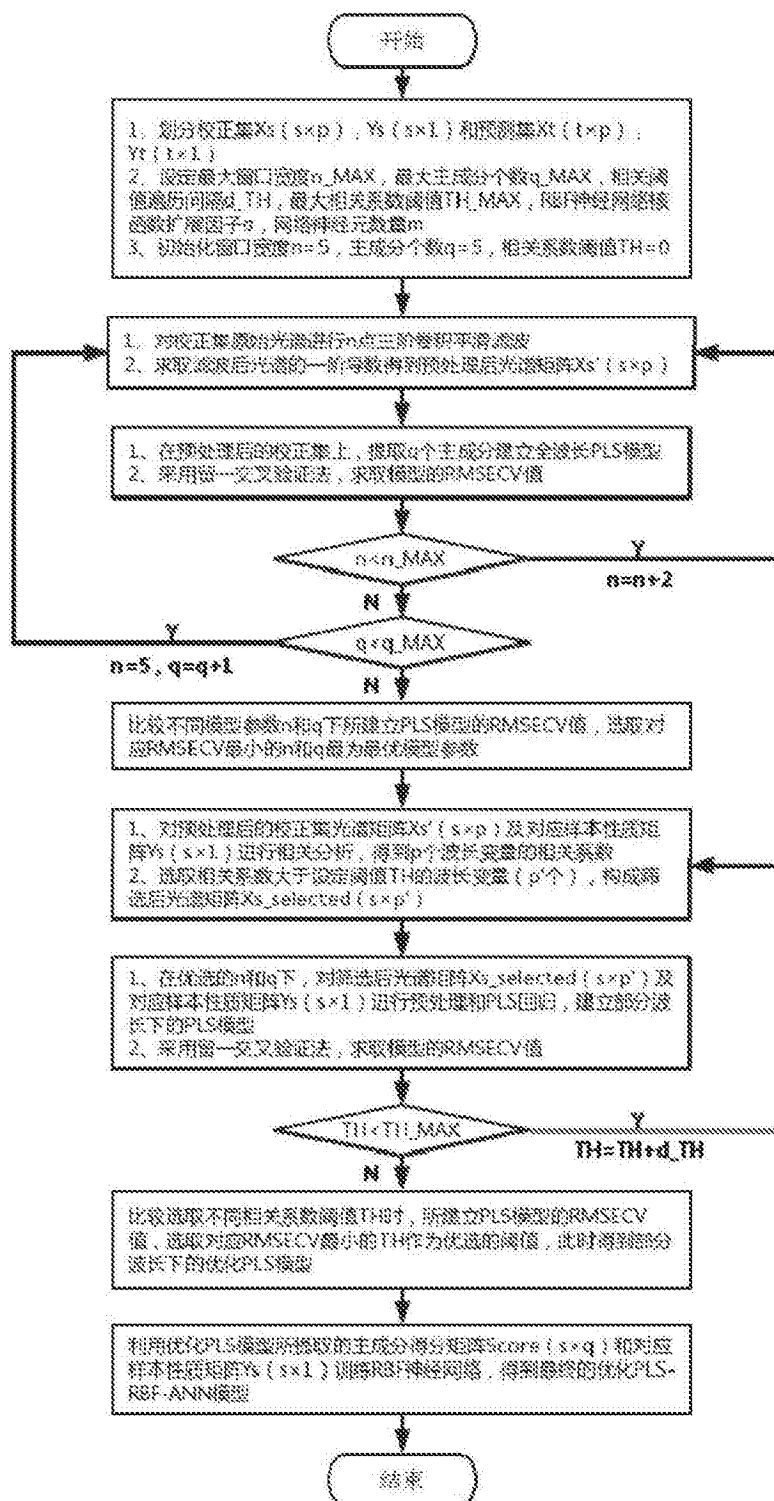 开始
1、划分校正集Xs(s×p),Ys(s×1)和预测集Xt(t×p),
Yt(t×1)
2、设定最大窗口宽度n_MAX,最大主成分个数q_MAX,相关阈
值遍历间隔d_TH,最大相关系数阈值TH_MAX,RBF神经网络核
函数扩展因子σ,网络神经元数量m
3、初始化窗口宽度n=5,主成分个数q=5,相关系数阈值TH=0
1、对校正集原始光谱进行n点三阶卷积平滑滤波
2、求取滤波后光谱的一阶导数得到预处理后光谱矩阵Xs'(s×p)
1、在预处理后的校正集上,提取q个主成分建立全波长PLS模型
2、采用留一交叉验证法,求取模型的RMSECV值
n<n_MAX
Y
n=n+2
N
q<q_MAX
Y
n=5,q=q+1
N
比较不同模型参数n和q下所建立PLS模型的RMSECV值,选取对
应RMSECV最小的n和q最为最优模型参数
1、对预处理后的校正集光谱矩阵Xs'(s×p)及对应样本性质矩
阵Ys(s×1)进行相关分析,得到p个波长变量的相关系数
2、选取相关系数大于设定阈值TH的波长变量(p'个),构成筛
选后光谱矩阵Xs_selected(s×p')
1、在优选的n和q下,对筛选后光谱矩阵Xs_selected(s×p')及
对应样本性质矩阵Ys(s×1)进行预处理和PLS回归,建立部分波
长下的PLS模型
2、采用留一交叉验证法,求取模型的RMSECV值
TH<TH_MAX
Y
TH=TH+d_TH
N
比较选取不同相关系数阈值TH时,所建立PLS模型的RMSECV
值,选取对应RMSECV最小的TH作为优选的阈值,此时得到部分
波长下的优化PLS模型
利用优化PLS模型所提取的主成分得分矩阵Score(s×q)和对应
样本性质矩阵Ys(s×1)训练RBF神经网络,得到最终的优化PLS-
RBF-ANN模型
结束